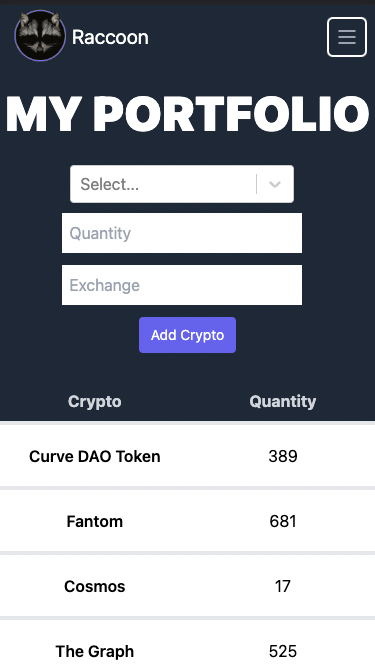 Raccoon
MY PORTFOLIO
Select...
Quantity
Exchange
Add Crypto
Crypto Quantity
Curve DAO Token 389
Fantom 681
Cosmos 17
The Graph 525